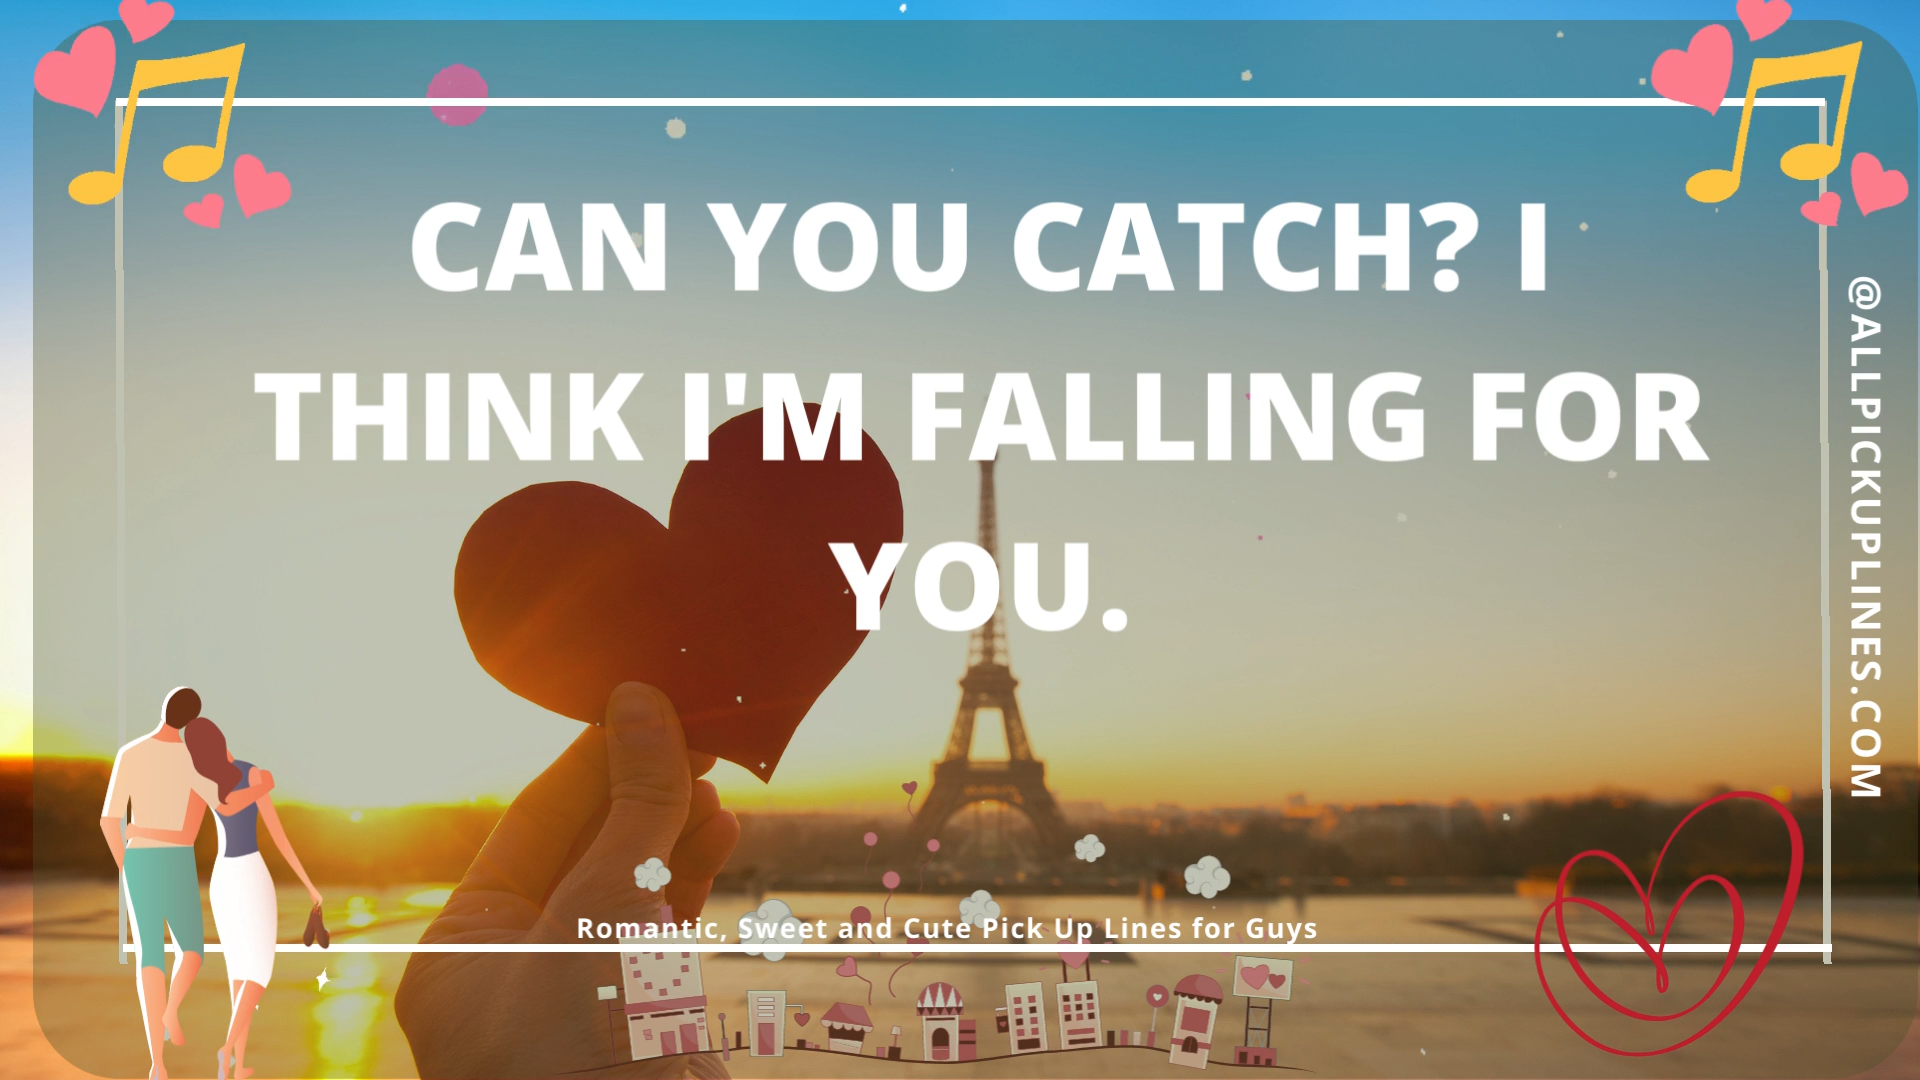 CAN YOU CATCH? I
THINK I'M FALLING FOR
YOU.
@ALLPICKUPLINES.COM
Romantic, Sweet and Cute Pick Up Lines for Guys